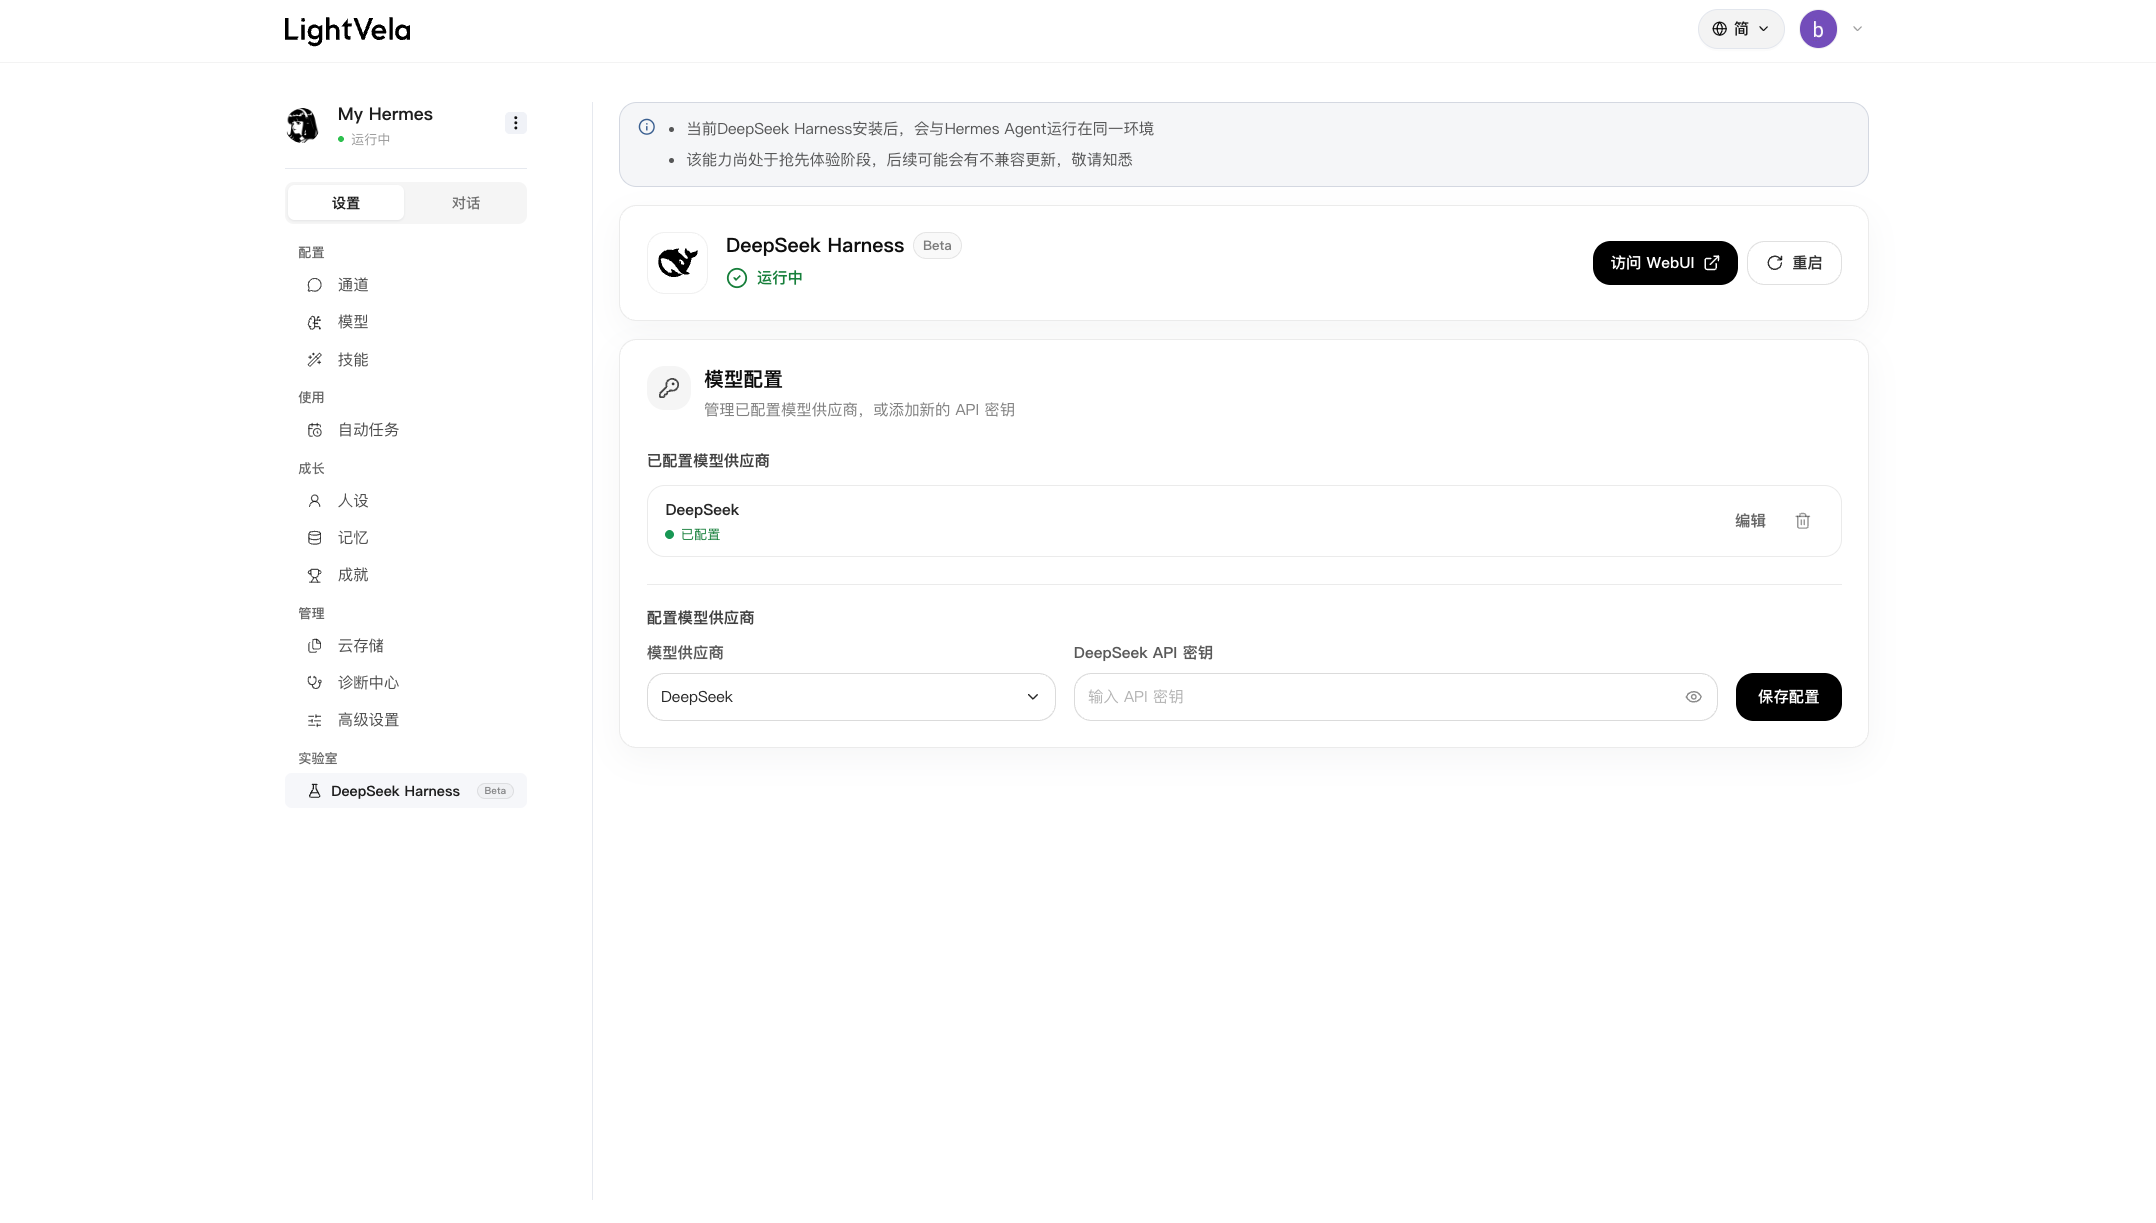 LightVela
简
b
My Hermes
运行中
设置
对话
配置
通道
模型
技能
使用
自动任务
成长
人设
记忆
成就
管理
云存储
诊断中心
高级设置
实验室
DeepSeek Harness Beta
当前DeepSeek Harness安装后，会与Hermes Agent运行在同一环境
该能力尚处于抢先体验阶段，后续可能会有不兼容更新，敬请知悉
DeepSeek Harness Beta
运行中
访问 WebUI
重启
模型配置
管理已配置模型供应商，或添加新的 API 密钥
已配置模型供应商
DeepSeek
已配置
编辑
配置模型供应商
模型供应商
DeepSeek
DeepSeek API 密钥
输入 API 密钥
保存配置